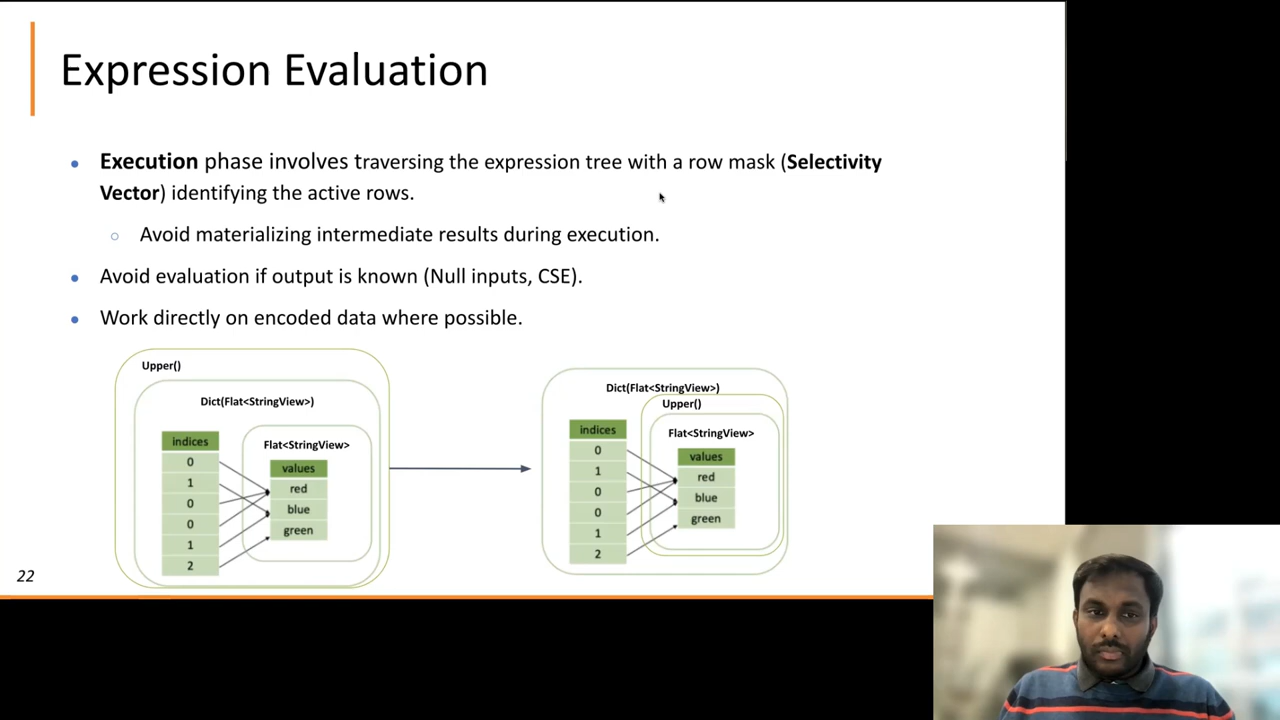 Expression Evaluation
● Execution phase involves traversing the expression tree with a row mask (Selectivity
Vector) identifying the active rows.
○ Avoid materializing intermediate results during execution.
● Avoid evaluation if output is known (Null inputs, CSE).
● Work directly on encoded data where possible.
Upper()
Dict(Flat<StringView>)
indices
0
1
0
0
1
2
Flat<StringView>
values
red
blue
green
Dict(Flat<StringView>)
indices
0
1
0
0
1
2
Upper()
Flat<StringView>
values
red
blue
green
22